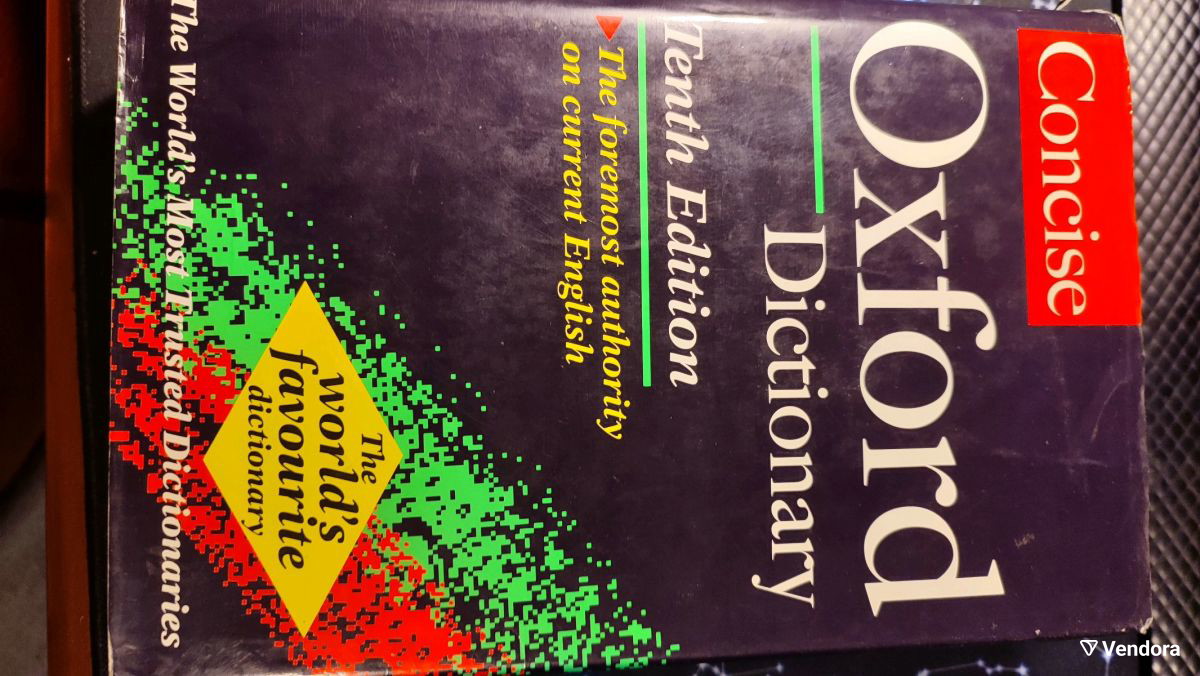 Concise
Oxford
Dictionary
Tenth Edition
The foremost authority
on current English
The
world's
favourite
dictionary
The World's Most Trusted Dictionaries
Vendora